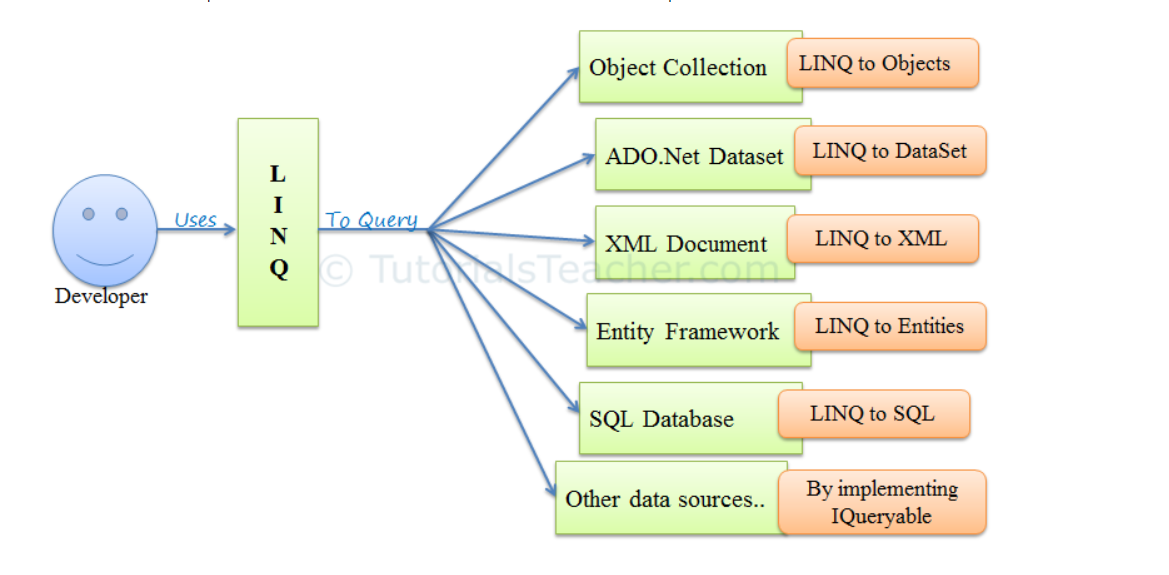 Object Collection
LINQ to Objects
ADO.Net Dataset
LINQ to DataSet
L
I
N
Q
Uses
To Query
XML Document
LINQ to XML
© TutorialsTeacher.com
Developer
Entity Framework
LINQ to Entities
SQL Database
LINQ to SQL
Other data sources..
By implementing
IQueryable